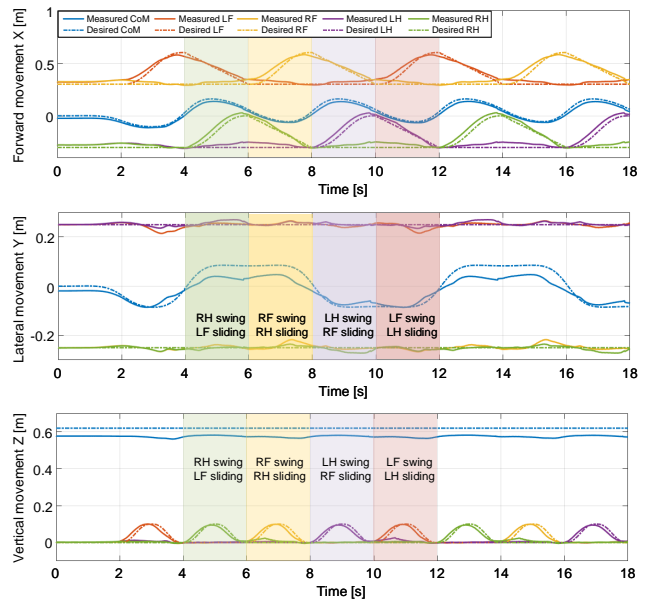 Forward movement X [m]
1
0.5
0
Measured CoM Measured LF Measured RF Measured LH Measured RH
Desired CoM Desired LF Desired RF Desired LH Desired RH
0 2 4 6 8 10 12 14 16 18
Time [s]
Lateral movement Y [m]
0.2
0
-0.2
RH swing RF swing LH swing LF swing
LF sliding RH sliding RF sliding LH sliding
0 2 4 6 8 10 12 14 16 18
Time [s]
Vertical movement Z [m]
0.6
0.4
0.2
0
RH swing RF swing LH swing LF swing
LF sliding RH sliding RF sliding LH sliding
0 2 4 6 8 10 12 14 16 18
Time [s]